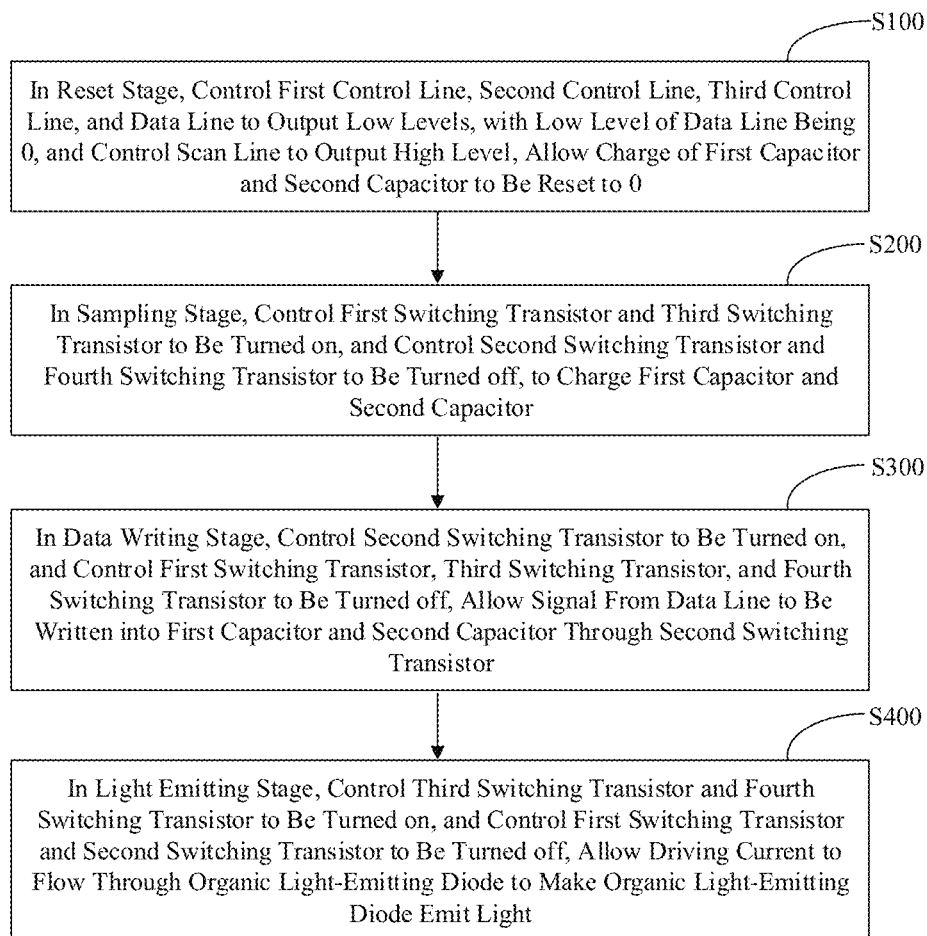 S100
In Reset Stage, Control First Control Line, Second Control Line, Third Control
Line, and Data Line to Output Low Levels, with Low Level of Data Line Being
0, and Control Scan Line to Output High Level, Allow Charge of First Capacitor
and Second Capacitor to Be Reset to 0
S200
In Sampling Stage, Control First Switching Transistor and Third Switching
Transistor to Be Turned on, and Control Second Switching Transistor and
Fourth Switching Transistor to Be Turned off, to Charge First Capacitor and
Second Capacitor
S300
In Data Writing Stage, Control Second Switching Transistor to Be Turned on,
and Control First Switching Transistor, Third Switching Transistor, and Fourth
Switching Transistor to Be Turned off, Allow Signal From Data Line to Be
Written into First Capacitor and Second Capacitor Through Second Switching
Transistor
S400
In Light Emitting Stage, Control Third Switching Transistor and Fourth
Switching Transistor to Be Turned on, and Control First Switching Transistor
and Second Switching Transistor to Be Turned off, Allow Driving Current to
Flow Through Organic Light-Emitting Diode to Make Organic Light-Emitting
Diode Emit Light